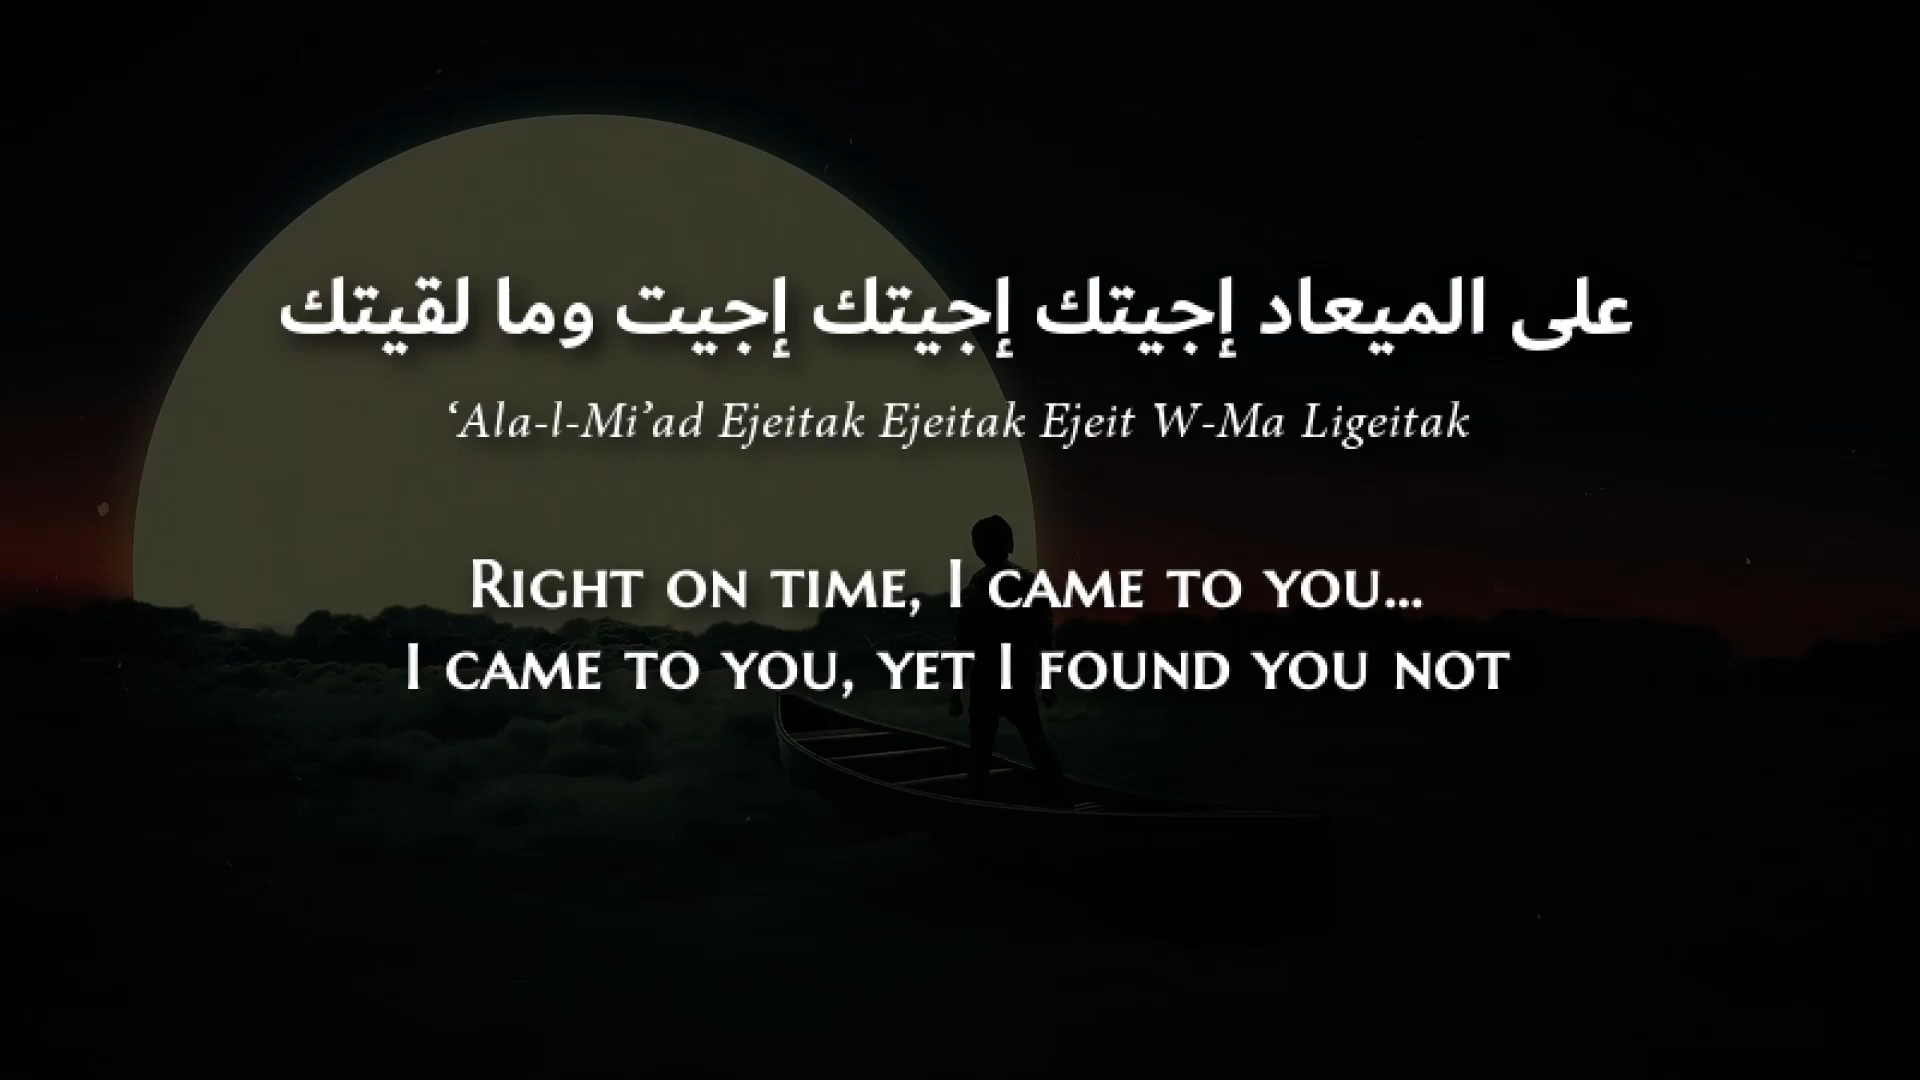 على الميعاد إجيتك إجيتك إجيت وما لقيتك
‘Ala-l-Mi’ad Ejeitak Ejeitak Ejeit W-Ma Ligeitak
Right on time, I came to you...
I came to you, yet I found you not